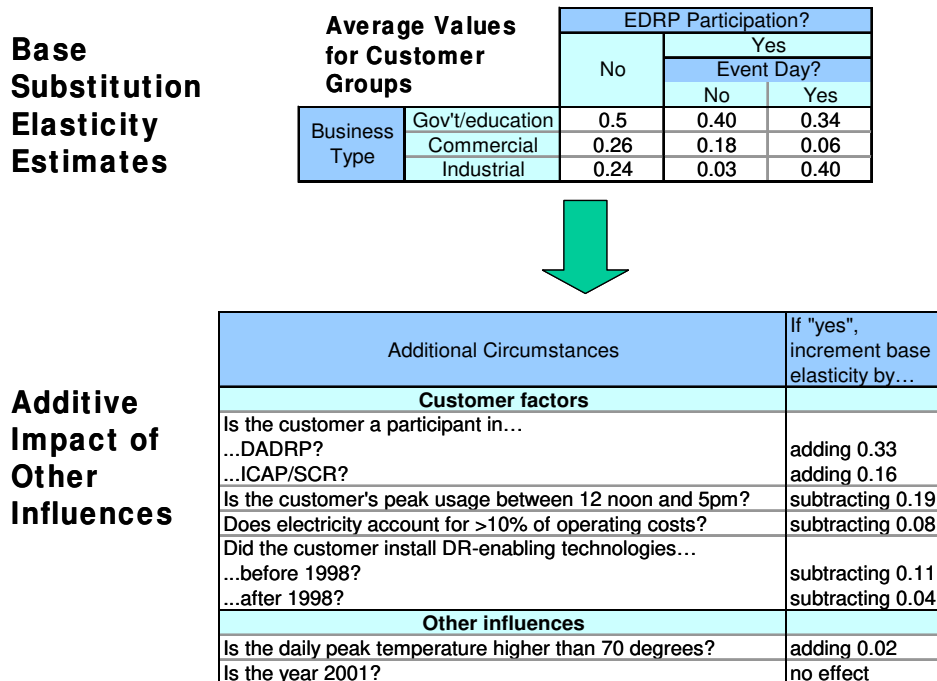 Base
Substitution
Elasticity
Estimates
Average Values
for Customer
Groups
EDRP Participation?
No
Yes
Event Day?
No
Yes
Business
Type
Gov't/education
0.5
0.40
0.34
Commercial
0.26
0.18
0.06
Industrial
0.24
0.03
0.40
Additive
Impact of
Other
Influences
Additional Circumstances
If "yes",
increment base
elasticity by…
Customer factors
Is the customer a participant in…
...DADRP?
adding 0.33
...ICAP/SCR?
adding 0.16
Is the customer's peak usage between 12 noon and 5pm?
subtracting 0.19
Does electricity account for >10% of operating costs?
subtracting 0.08
Did the customer install DR-enabling technologies…
...before 1998?
subtracting 0.11
...after 1998?
subtracting 0.04
Other influences
Is the daily peak temperature higher than 70 degrees?
adding 0.02
Is the year 2001?
no effect